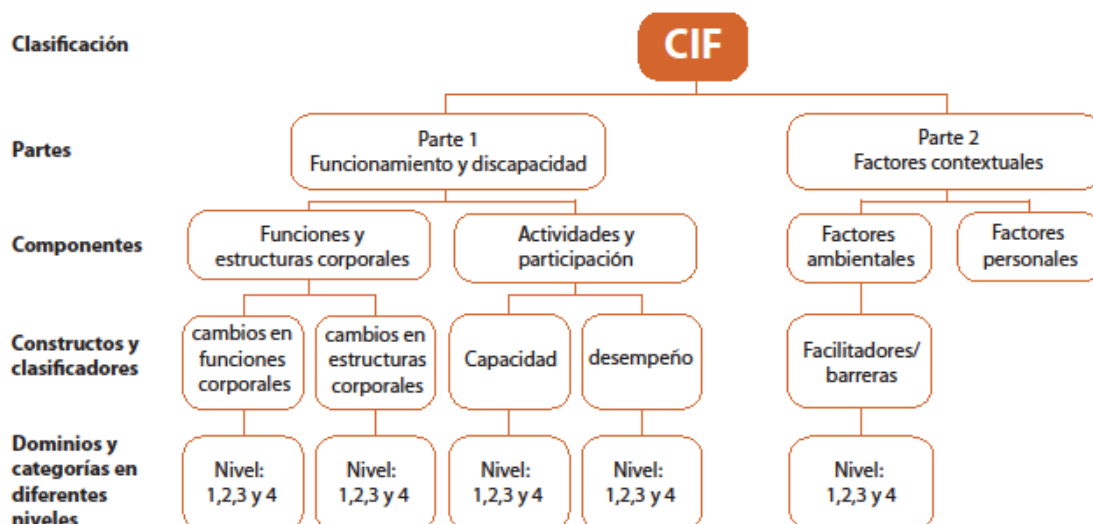 Clasificación
CIF
Partes
Parte 1
Funcionamiento y discapacidad
Parte 2
Factores contextuales
Componentes
Funciones y
estructuras corporales
Actividades y
participación
Factores
ambientales
Factores
personales
Constructos y
clasificadores
cambios en
funciones
corporales
cambios en
estructuras
corporales
Capacidad
desempeño
Facilitadores/
barreras
Dominios y
categorías en
diferentes
niveles
Nivel:
1,2,3 y 4
Nivel:
1,2,3 y 4
Nivel:
1,2,3 y 4
Nivel:
1,2,3 y 4
Nivel:
1,2,3 y 4